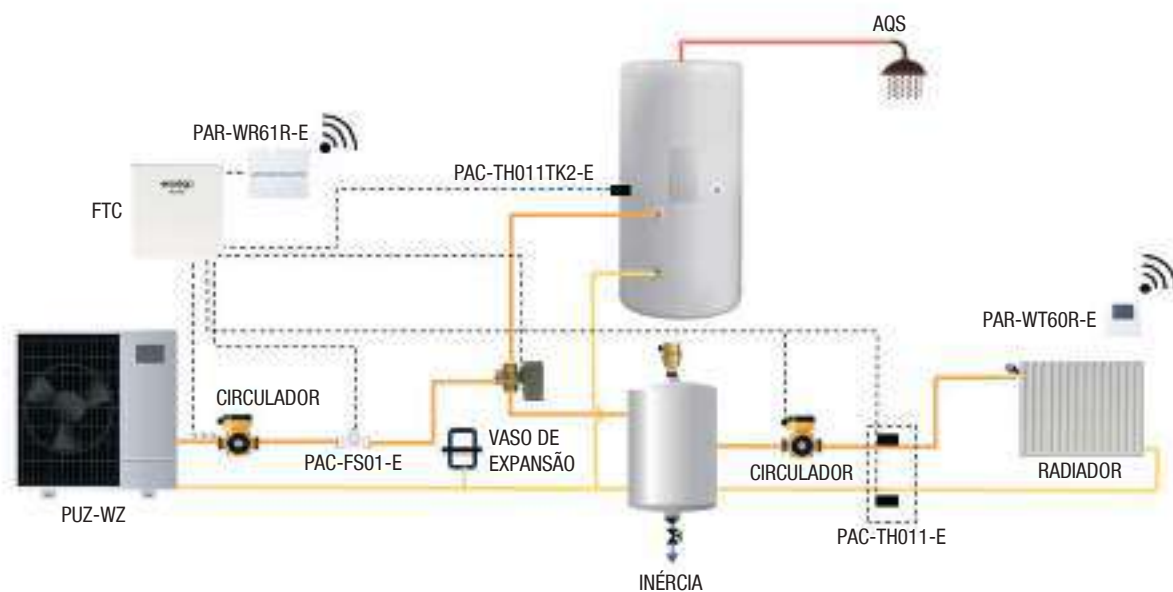 AQS
PAR-WR61R-E
PAC-TH011TK2-E
FTC
PAR-WT60R-E
CIRCULADOR
VASO DE
EXPANSÃO
PAC-FS01-E
CIRCULADOR
RADIADOR
PUZ-WZ
PAC-TH011-E
INÉRCIA